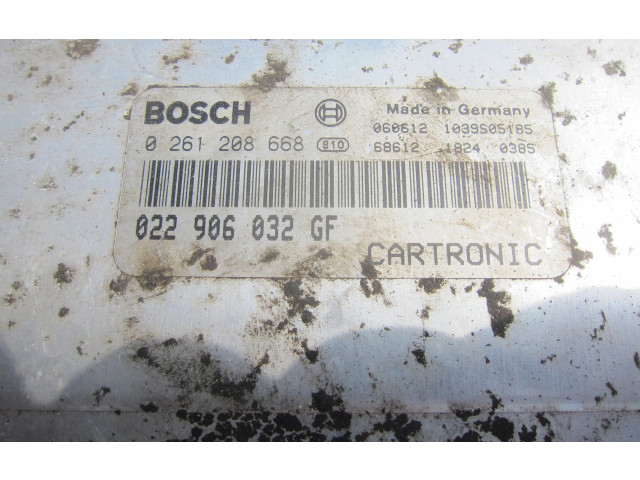 BOSCH Made in Germany
060612 1039S05185
0 261 208 668 810 68612 1824 0385
022 906 032 GF
CARTRONIC